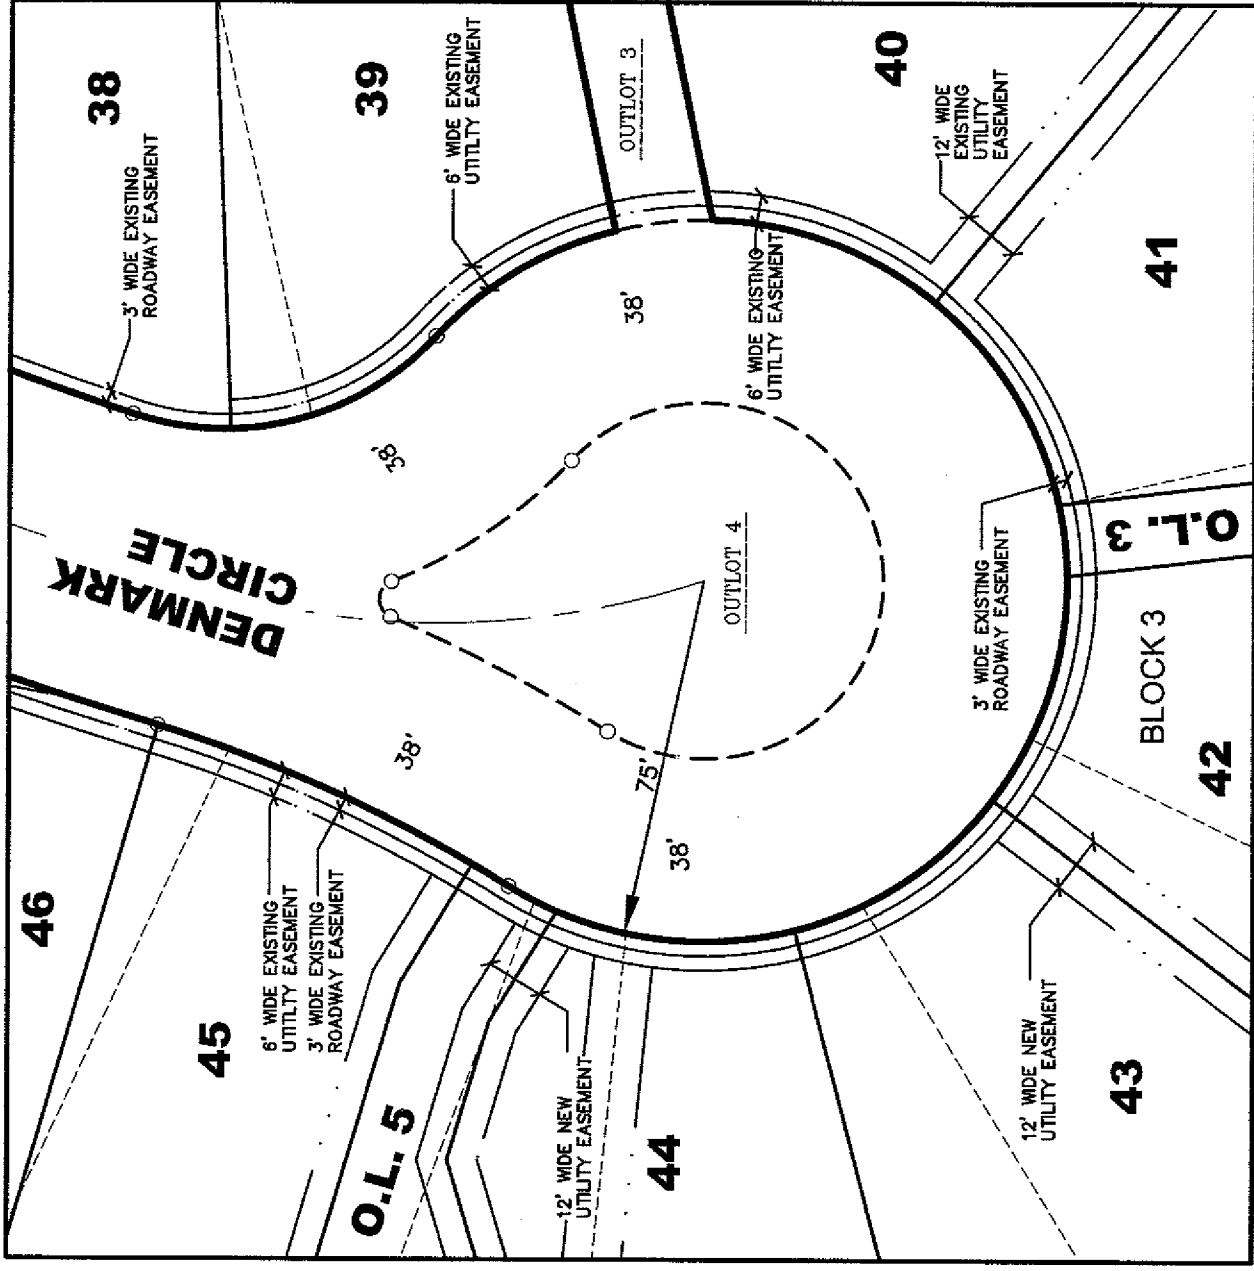 38
39
40
3' WIDE EXISTING
ROADWAY EASEMENT
6' WIDE EXISTING
UTITLTY EASEMENT
OUTLOT 3
12' WIDE
EXISTING
UTILITY
EASEMENT
41
38'
6' WIDE EXISTING
UTITLTY EASEMENT
38'
DENMARK
CIRCLE
OUTLOT 4
3' WIDE EXISTING
ROADWAY EASEMENT
O.L. 3
BLOCK 3
42
38'
75'
38'
46
45
6' WIDE EXISTING
UTITLTY EASEMENT
3' WIDE EXISTING
ROADWAY EASEMENT
O.L. 5
12' WIDE NEW
UTILITY EASEMENT
44
12' WIDE NEW
UTILITY EASEMENT
43